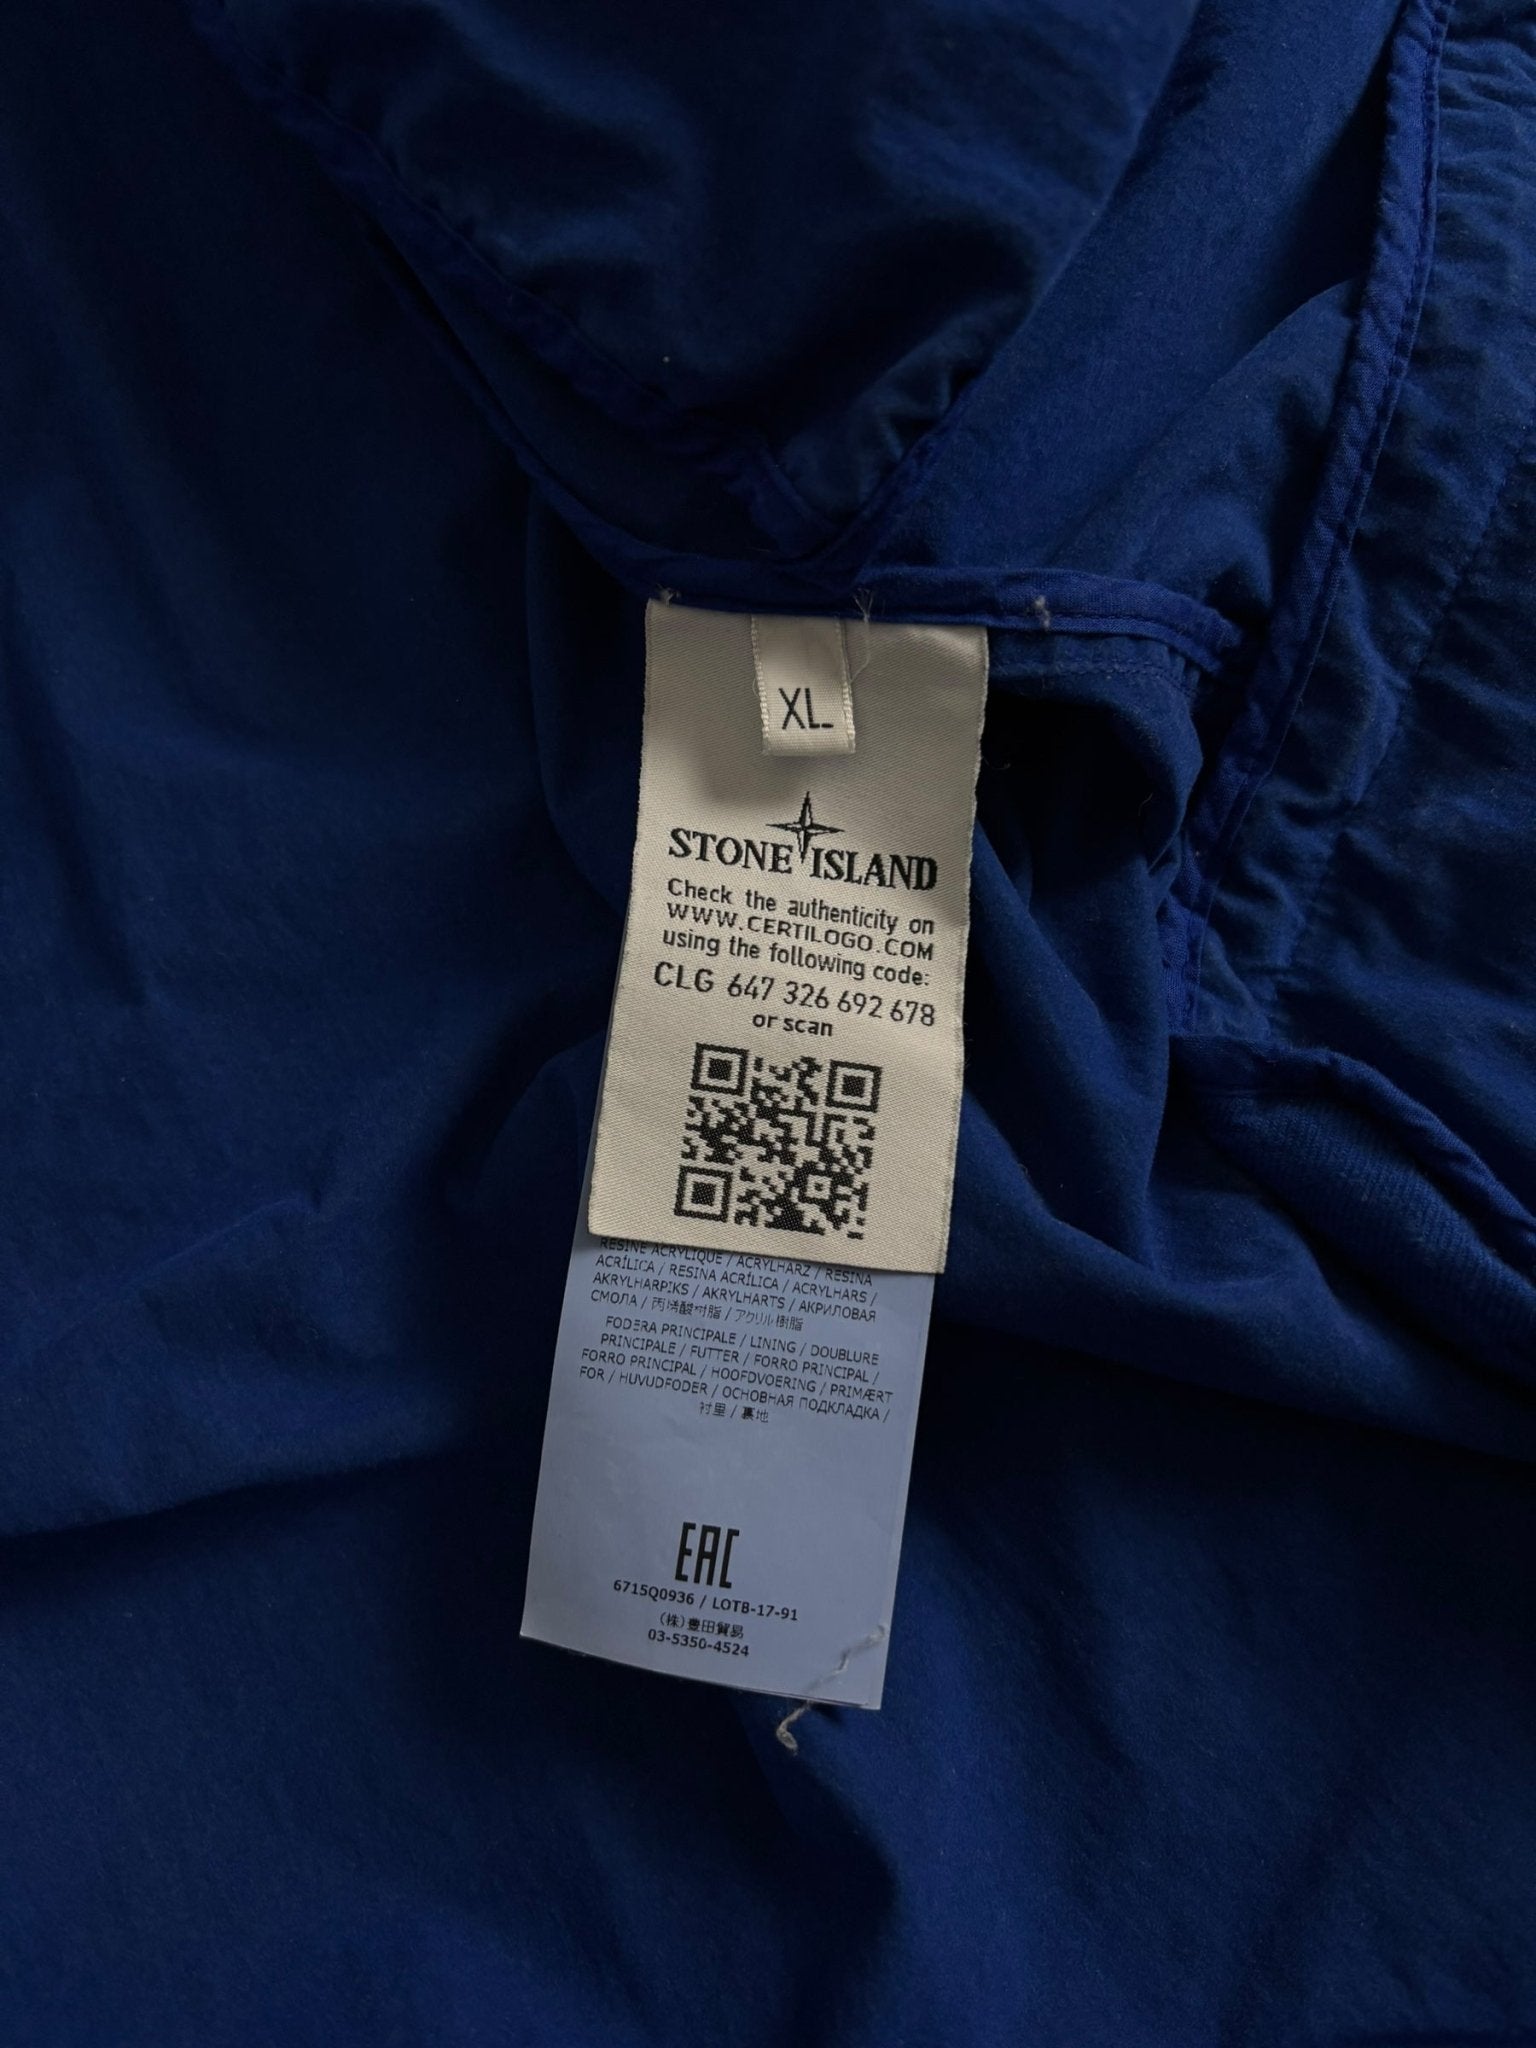 XL
STONE ISLAND
Check the authenticity on
WWW.CERTILOGO.COM
using the following code:
CLG 647 326 692 678
or scan
RESINE ACRYLIQUE / ACRYLHARZ / RESINA
ACRÍLICA / RESINA ACRÍLICA / ACRYLHARS /
AKRYLHARPIKS / AKRYLHARTS / АКРИЛОВАЯ
СМОЛА / 丙烯酸树脂 / アクリル樹脂
FODERA PRINCIPALE / LINING / DOUBLURE
PRINCIPALE / FUTTER / FORRO PRINCIPAL /
FORRO PRINCIPAL / HOOFDVOERING / PRIMÆRT
FOR / HUVUDFODER / ОСНОВНАЯ ПОДКЛАДКА /
衬里 / 裏地
EAC
6715Q0936 / LOTB-17-91
(株)豊田貿易
03-5350-4524